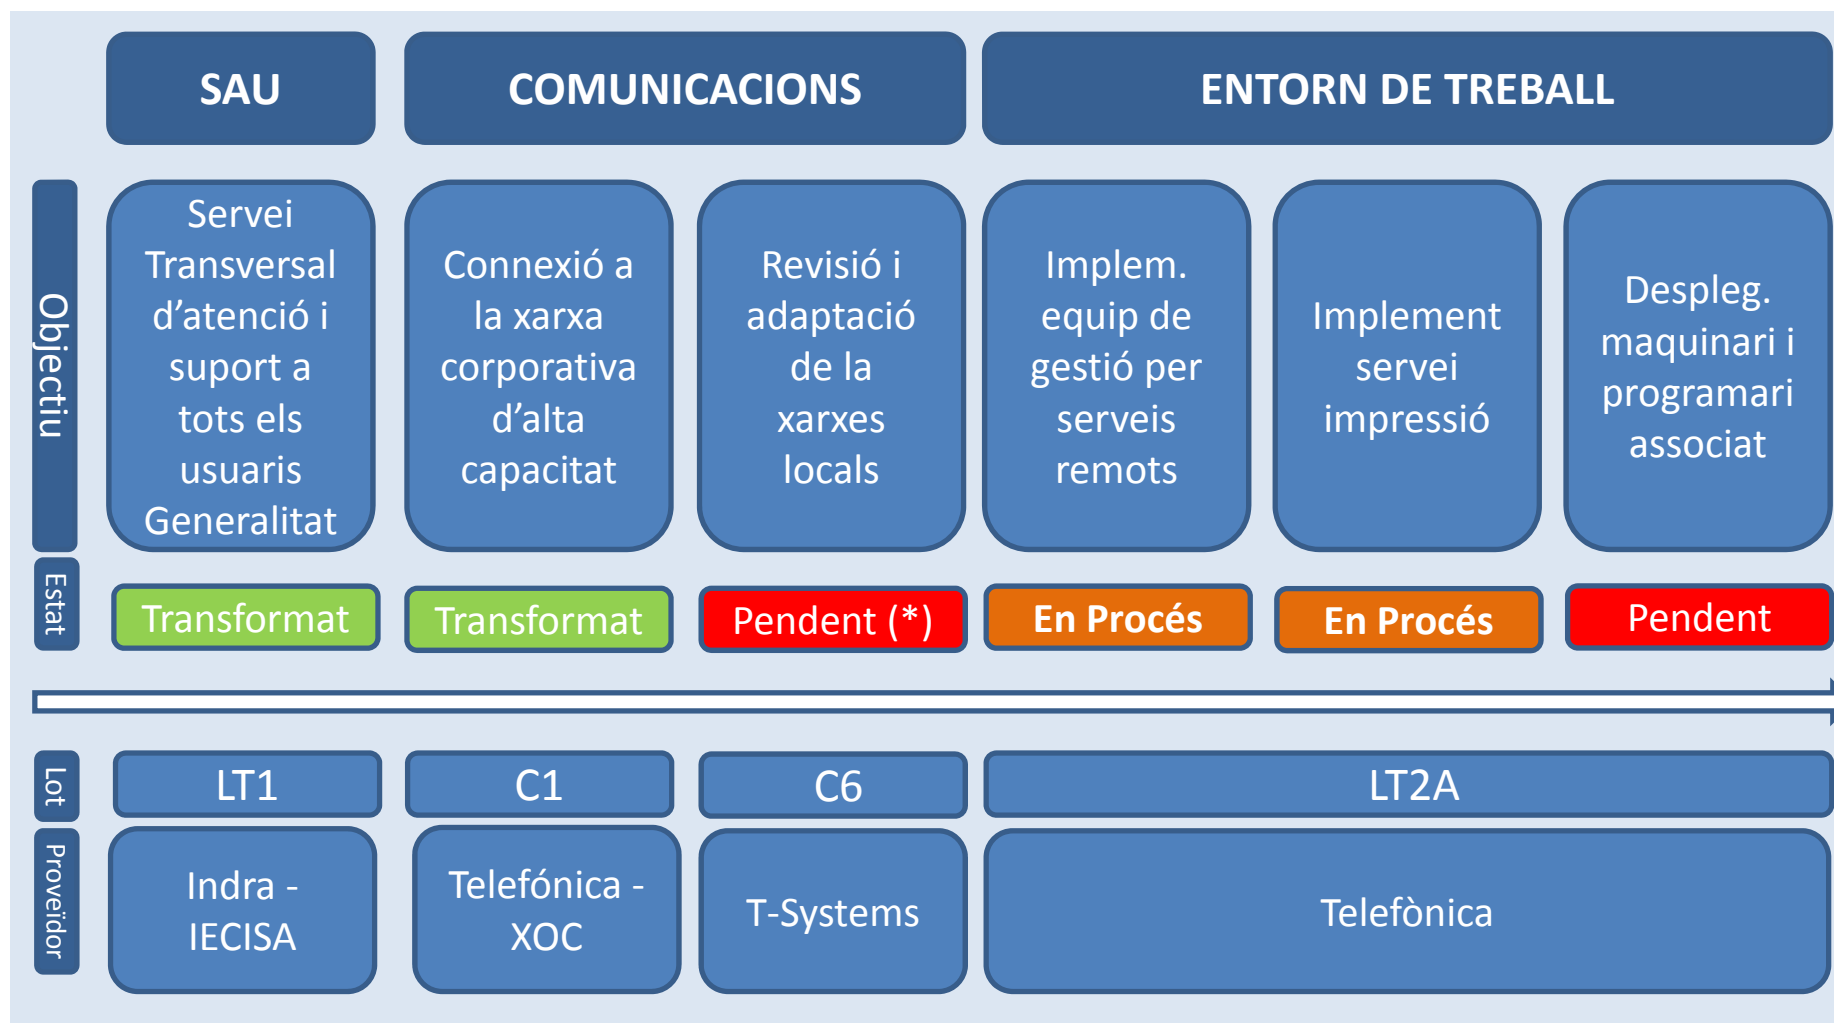 SAU
COMUNICACIONS
ENTORN DE TREBALL
Objectiu
Servei
Transversal
d’atenció i
suport a
tots els
usuaris
Generalitat
Connexió a
la xarxa
corporativa
d’alta
capacitat
Revisió i
adaptació
de la
xarxes
locals
Implem.
equip de
gestió per
serveis
remots
Implement
servei
impressió
Despleg.
maquinari i
programari
associat
Estat
Transformat
Transformat
Pendent (*)
En Procés
En Procés
Pendent
Lot
LT1
C1
C6
LT2A
Proveïdor
Indra -
IECISA
Telefónica -
XOC
T-Systems
Telefònica